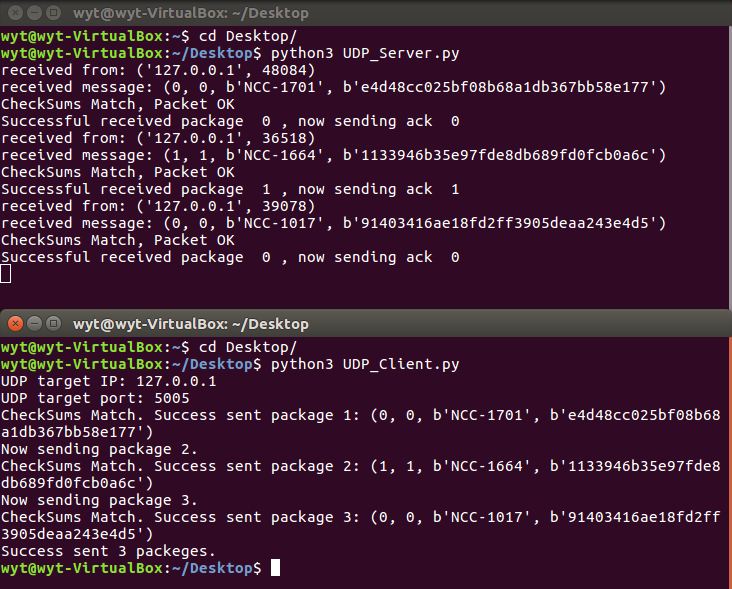 wyt@wyt-VirtualBox: ~/Desktop
wyt@wyt-VirtualBox:~$ cd Desktop/
wyt@wyt-VirtualBox:~/Desktop$ python3 UDP_Server.py
received from: ('127.0.0.1', 48084)
received message: (0, 0, b'NCC-1701', b'e4d48cc025bf08b68a1db367bb58e177')
CheckSums Match, Packet OK
Successful received package  0 , now sending ack  0
received from: ('127.0.0.1', 36518)
received message: (1, 1, b'NCC-1664', b'1133946b35e97fde8db689fd0fcb0a6c')
CheckSums Match, Packet OK
Successful received package  1 , now sending ack  1
received from: ('127.0.0.1', 39078)
received message: (0, 0, b'NCC-1017', b'91403416ae18fd2ff3905deaa243e4d5')
CheckSums Match, Packet OK
Successful received package  0 , now sending ack  0
wyt@wyt-VirtualBox: ~/Desktop
wyt@wyt-VirtualBox:~$ cd Desktop/
wyt@wyt-VirtualBox:~/Desktop$ python3 UDP_Client.py
UDP target IP: 127.0.0.1
UDP target port: 5005
CheckSums Match. Success sent package 1: (0, 0, b'NCC-1701', b'e4d48cc025bf08b68
a1db367bb58e177')
Now sending package 2.
CheckSums Match. Success sent package 2: (1, 1, b'NCC-1664', b'1133946b35e97fde8
db689fd0fcb0a6c')
Now sending package 3.
CheckSums Match. Success sent package 3: (0, 0, b'NCC-1017', b'91403416ae18fd2ff
3905deaa243e4d5')
Success sent 3 packeges.
wyt@wyt-VirtualBox:~/Desktop$